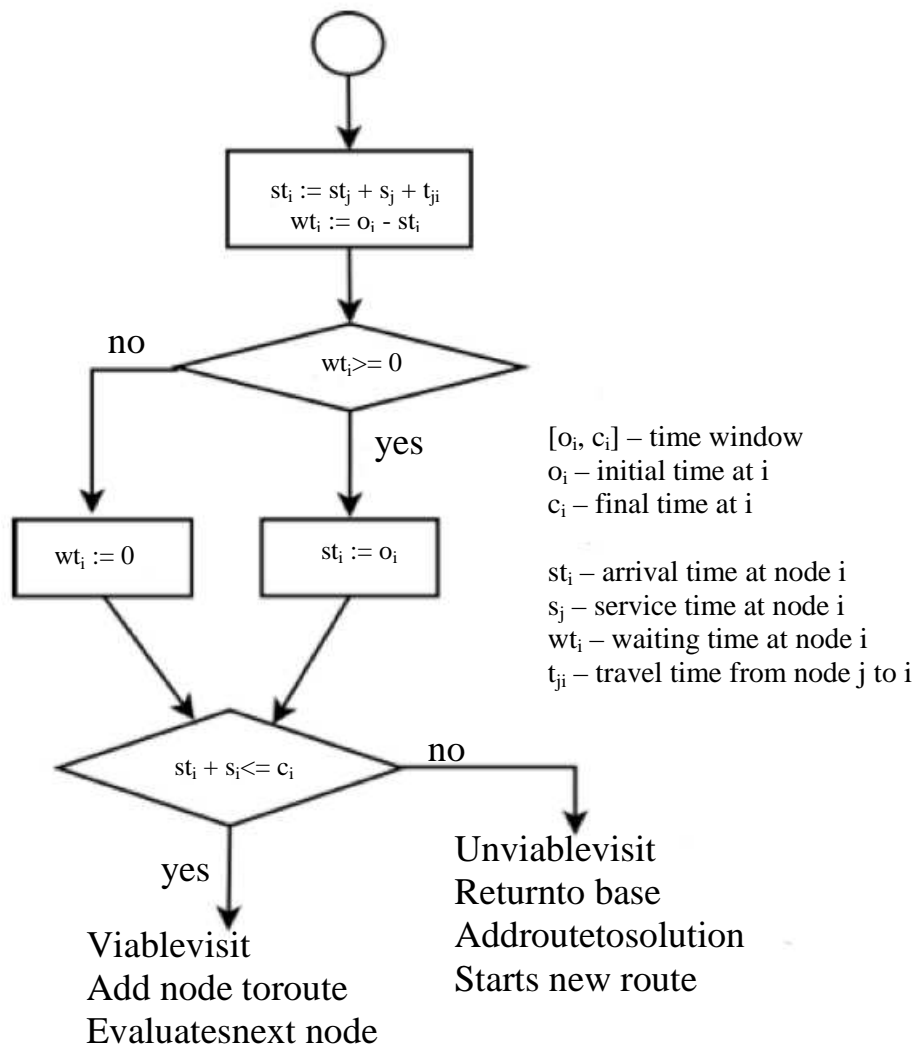 stᵢ := stⱼ + sⱼ + tⱼᵢ
wtᵢ := oᵢ - stᵢ
no
wtᵢ>= 0
yes
[oᵢ, cᵢ] – time window
oᵢ – initial time at i
cᵢ – final time at i
wtᵢ := 0
stᵢ := oᵢ
stᵢ – arrival time at node i
sⱼ – service time at node i
wtᵢ – waiting time at node i
tⱼᵢ – travel time from node j to i
stᵢ + sᵢ<= cᵢ
no
yes
Unviablevisit
Returnto base
Addroutetosolution
Starts new route
Viablevisit
Add node toroute
Evaluatesnext node